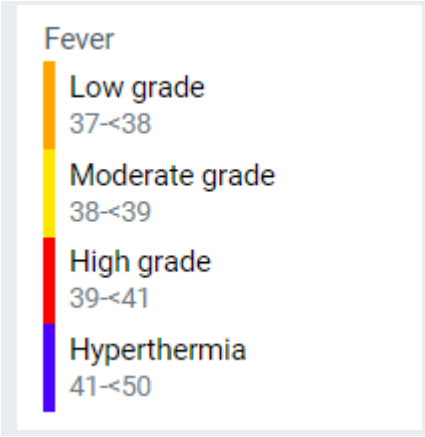 Fever
Low grade
37-<38
Moderate grade
38-<39
High grade
39-<41
Hyperthermia
41-<50